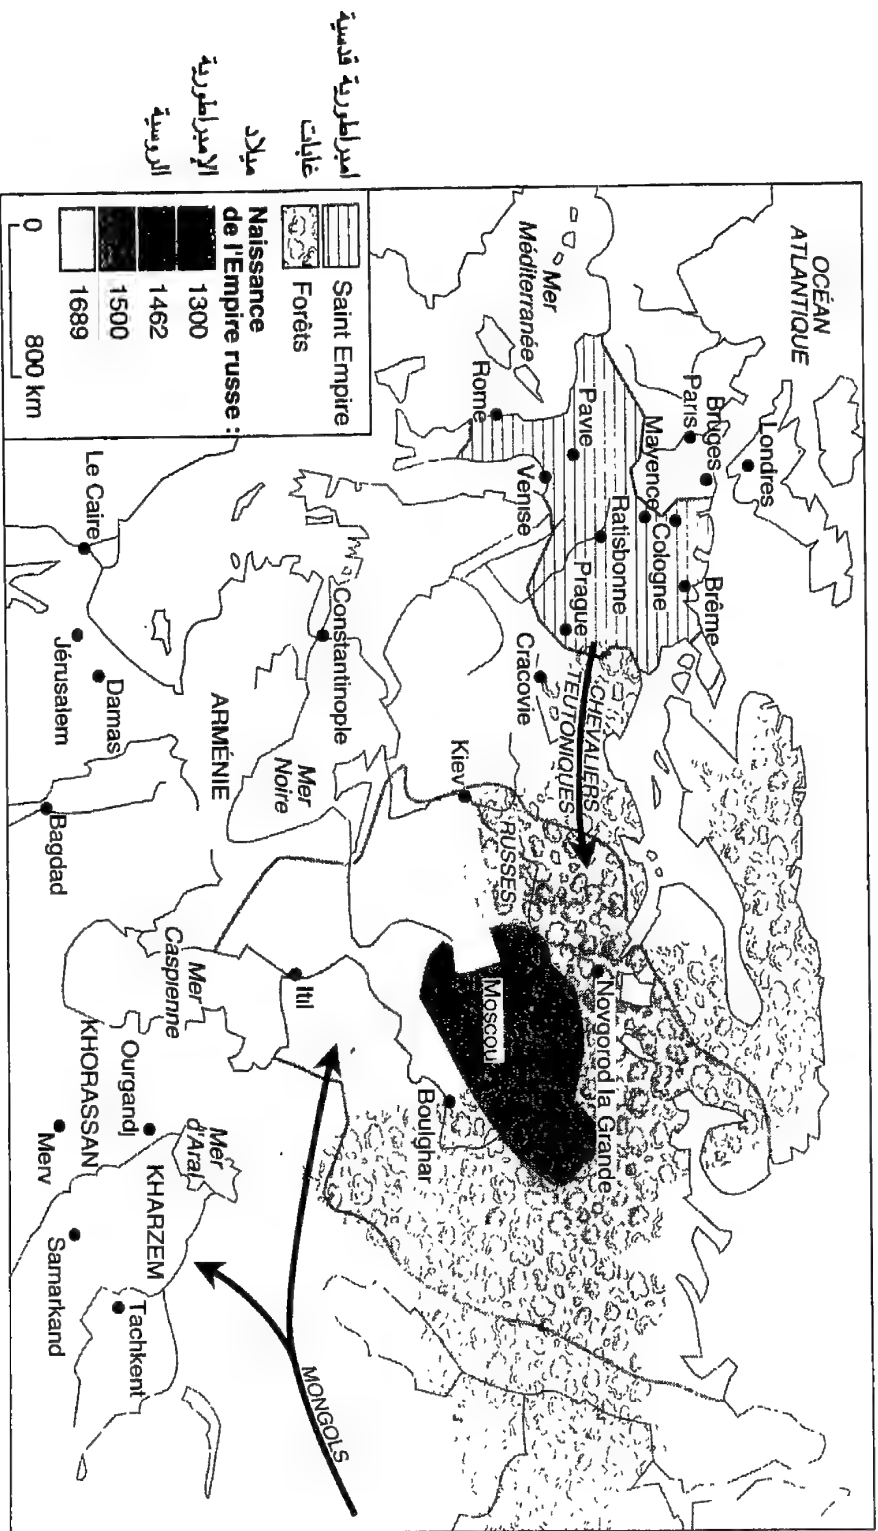 OCÉAN
ATLANTIQUE
Londres
Bruges
Paris
Brême
Cologne
Mayence
Ratisbonne
Prague
Pavie
Venise
Rome
Mer
Méditerranée
Cracovie
CHEVALIERS
TEUTONIQUES
RUSSES
Kiev
Novgorod la Grande
Moscou
Boulghar
Constantinople
Mer
Noire
ARMÉNIE
Itil
Mer
Caspienne
Mer
d'Aral
Ourgandj
KHARZEM
KHORASSAN
Merv
Samarkand
Tachkent
MONGOLS
Le Caire
Jérusalem
Damas
Bagdad
Saint Empire
Forêts
Naissance
de l'Empire russe :
1300
1462
1500
1689
0 800 km
امبراطورية قدسية
غابات
ميلاد
الإمبراطورية
الروسية